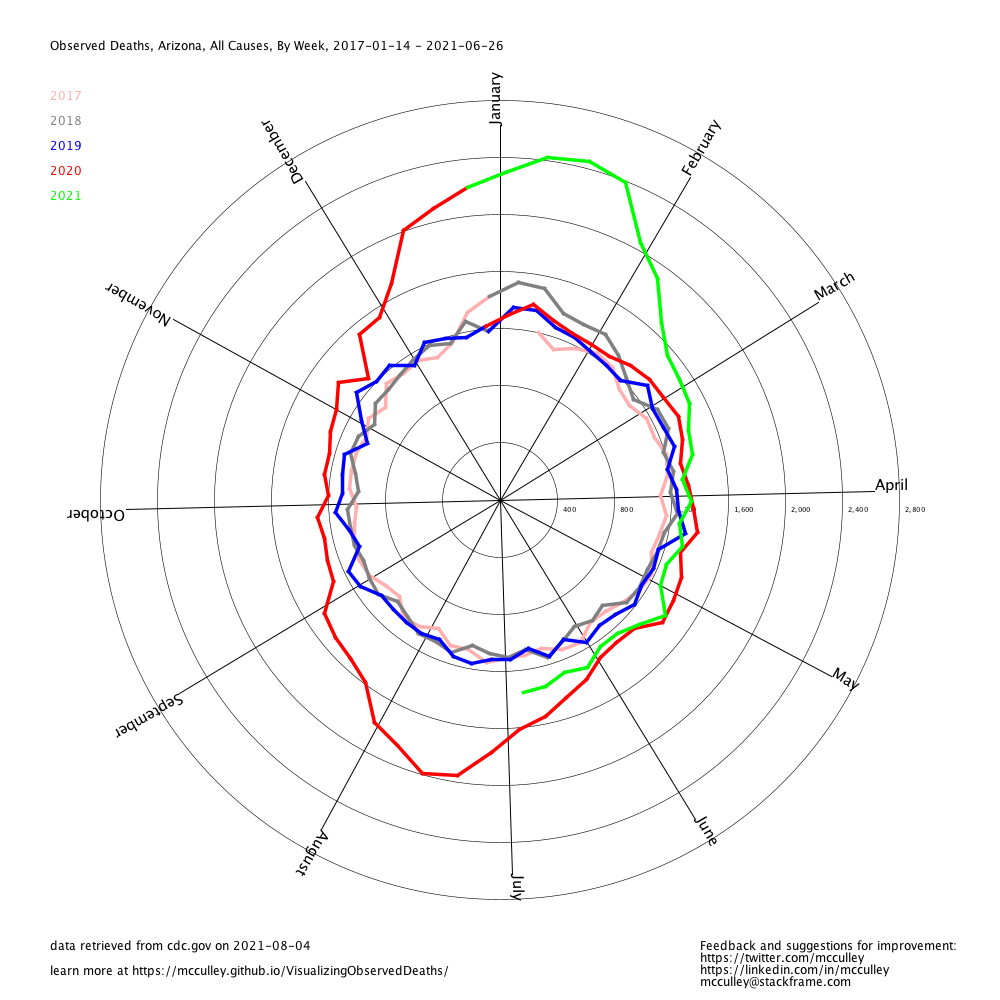 Observed Deaths, Arizona, All Causes, By Week, 2017-01-14 - 2021-06-26
2017
2018
2019
2020
2021
January
February
March
April
May
June
July
August
September
October
November
December
400
800
1,600
2,000
2,400
2,800
data retrieved from cdc.gov on 2021-08-04
learn more at https://mcculley.github.io/VisualizingObservedDeaths/
Feedback and suggestions for improvement:
https://twitter.com/mcculley
https://linkedin.com/in/mcculley
mcculley@stackframe.com